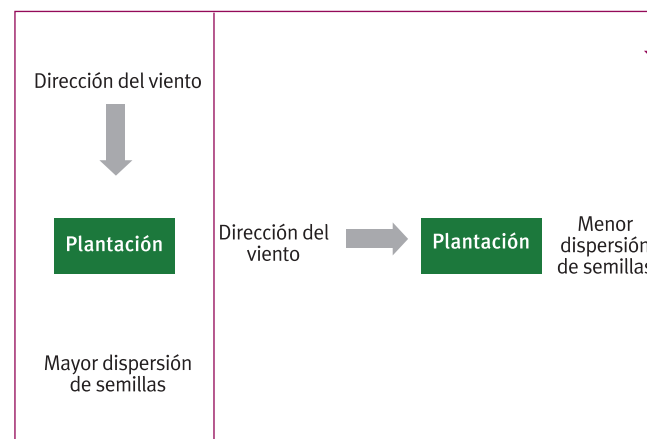 Dirección del viento
Plantación
Mayor dispersión
de semillas
Dirección del
viento
Plantación
Menor
dispersión
de semillas